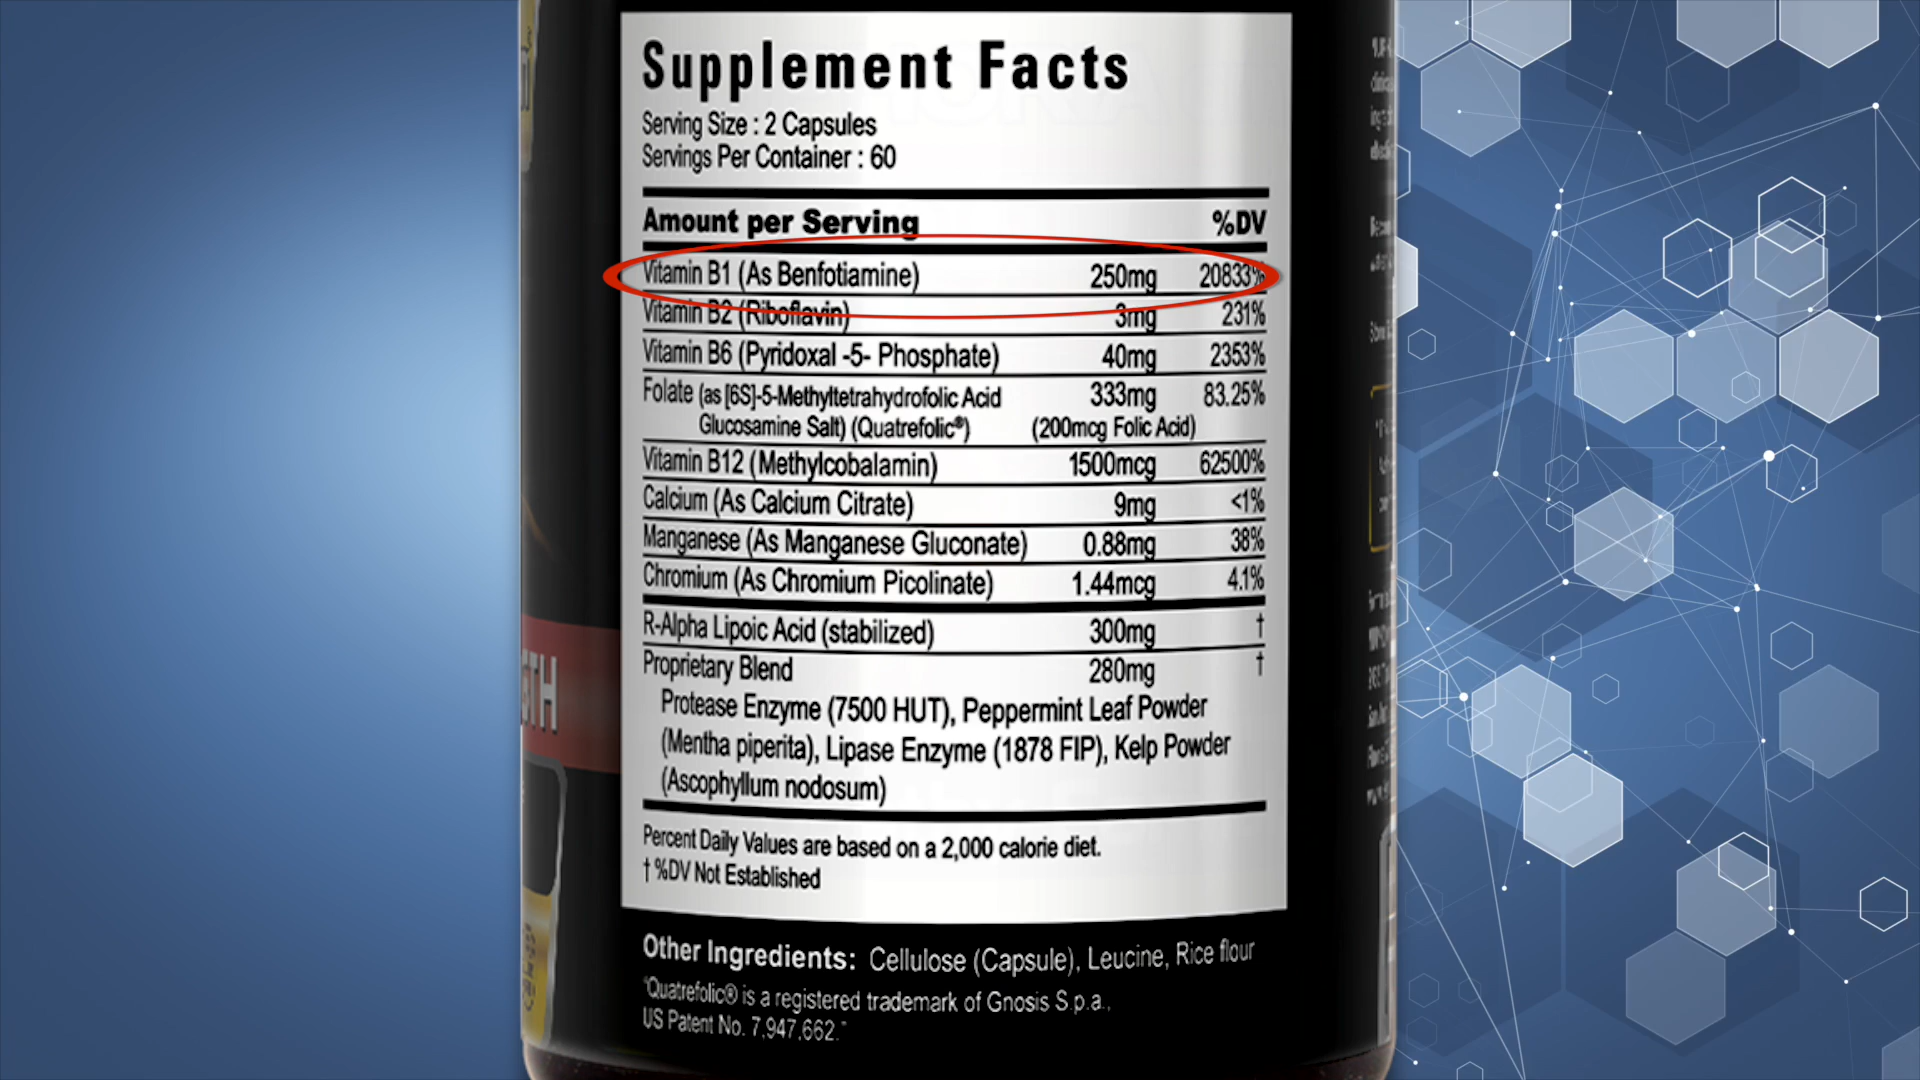 Supplement Facts
Serving Size : 2 Capsules
Servings Per Container : 60
Amount per Serving %DV
Vitamin B1 (As Benfotiamine) 250mg 20833%
Vitamin B2 (Riboflavin) 3mg 231%
Vitamin B6 (Pyridoxal -5- Phosphate) 40mg 2353%
Folate (as [6S]-5-Methyltetrahydrofolic Acid 333mg 83.25%
Glucosamine Salt) (Quatrefolic®) (200mcg Folic Acid)
Vitamin B12 (Methylcobalamin) 1500mcg 62500%
Calcium (As Calcium Citrate) 9mg <1%
Manganese (As Manganese Gluconate) 0.88mg 38%
Chromium (As Chromium Picolinate) 1.44mcg 4.1%
R-Alpha Lipoic Acid (stabilized) 300mg †
Proprietary Blend 280mg †
Protease Enzyme (7500 HUT), Peppermint Leaf Powder
(Mentha piperita), Lipase Enzyme (1878 FIP), Kelp Powder
(Ascophyllum nodosum)
Percent Daily Values are based on a 2,000 calorie diet.
† %DV Not Established
Other Ingredients: Cellulose (Capsule), Leucine, Rice flour
"Quatrefolic® is a registered trademark of Gnosis S.p.a.,
US Patent No. 7,947,662."
GTH